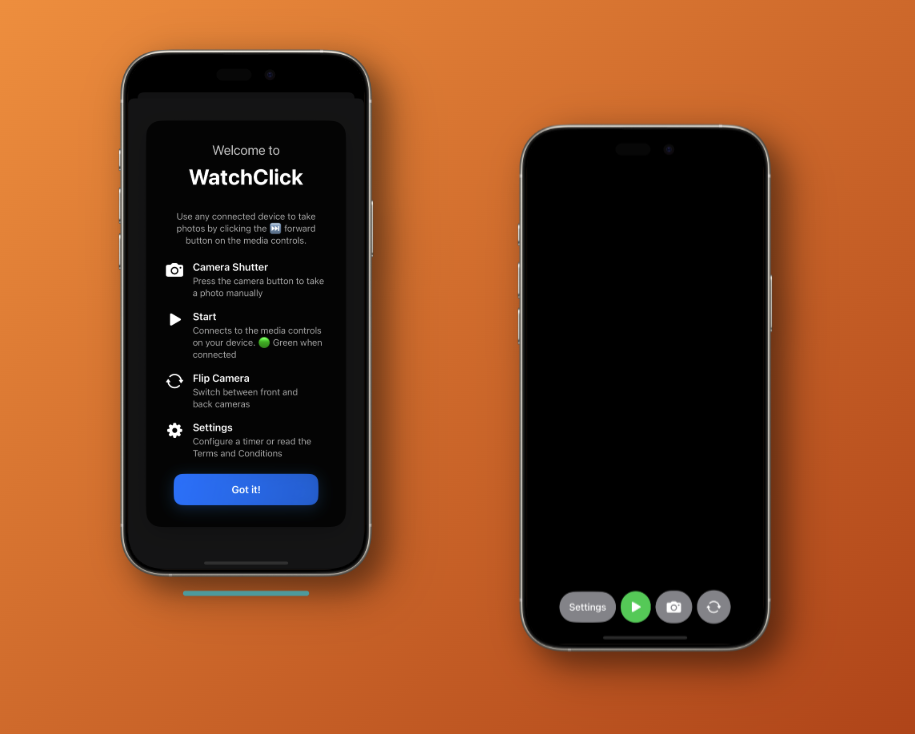 Welcome to
WatchClick
Use any connected device to take
photos by clicking the ⏭️ forward
button on the media controls.
Camera Shutter
Press the camera button to take
a photo manually
Start
Connects to the media controls
on your device. 🟢 Green when
connected
Flip Camera
Switch between front and
back cameras
Settings
Configure a timer or read the
Terms and Conditions
Got it!
Settings